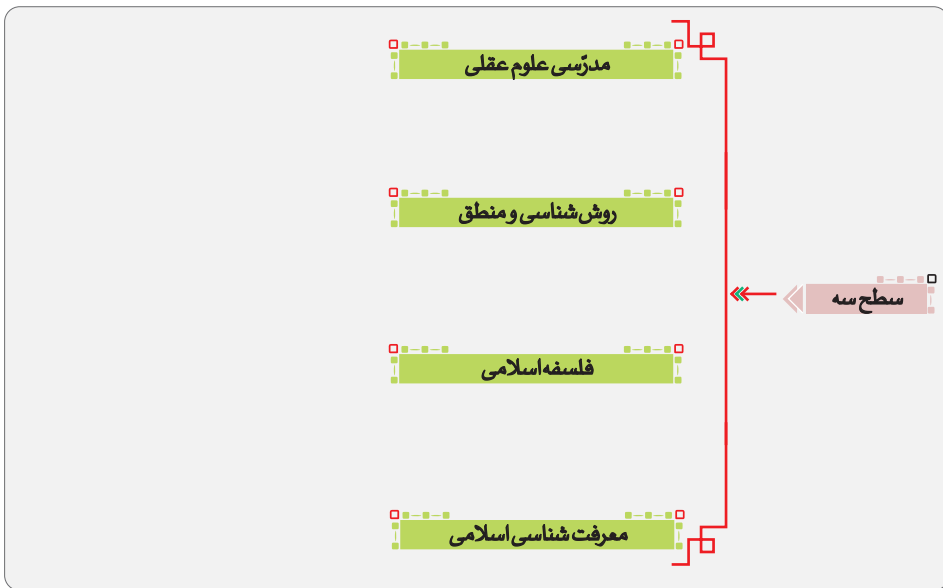 سطح سه
مدرّسی علوم عقلی
روش‌شناسی و منطق
فلسفه اسلامی
معرفت شناسی اسلامی